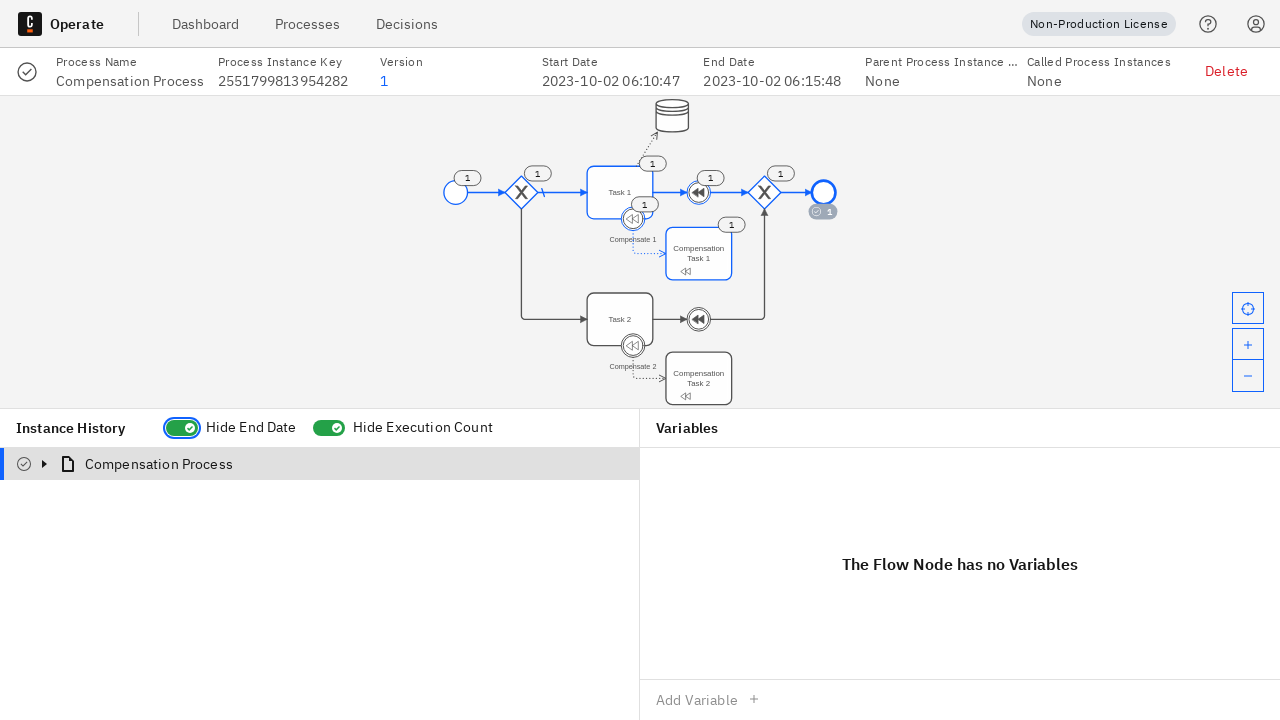 Operate
Dashboard
Processes
Decisions
Non-Production License
Process Name
Compensation Process
Process Instance Key
2551799813954282
Version
1
Start Date
2023-10-02 06:10:47
End Date
2023-10-02 06:15:48
Parent Process Instance ...
None
Called Process Instances
None
Delete
1
1
1
1
1
Task 1
1
1
1
Compensate 1
Compensation
Task 1
Task 2
Compensate 2
Compensation
Task 2
Instance History
Hide End Date
Hide Execution Count
Variables
Compensation Process
The Flow Node has no Variables
Add Variable